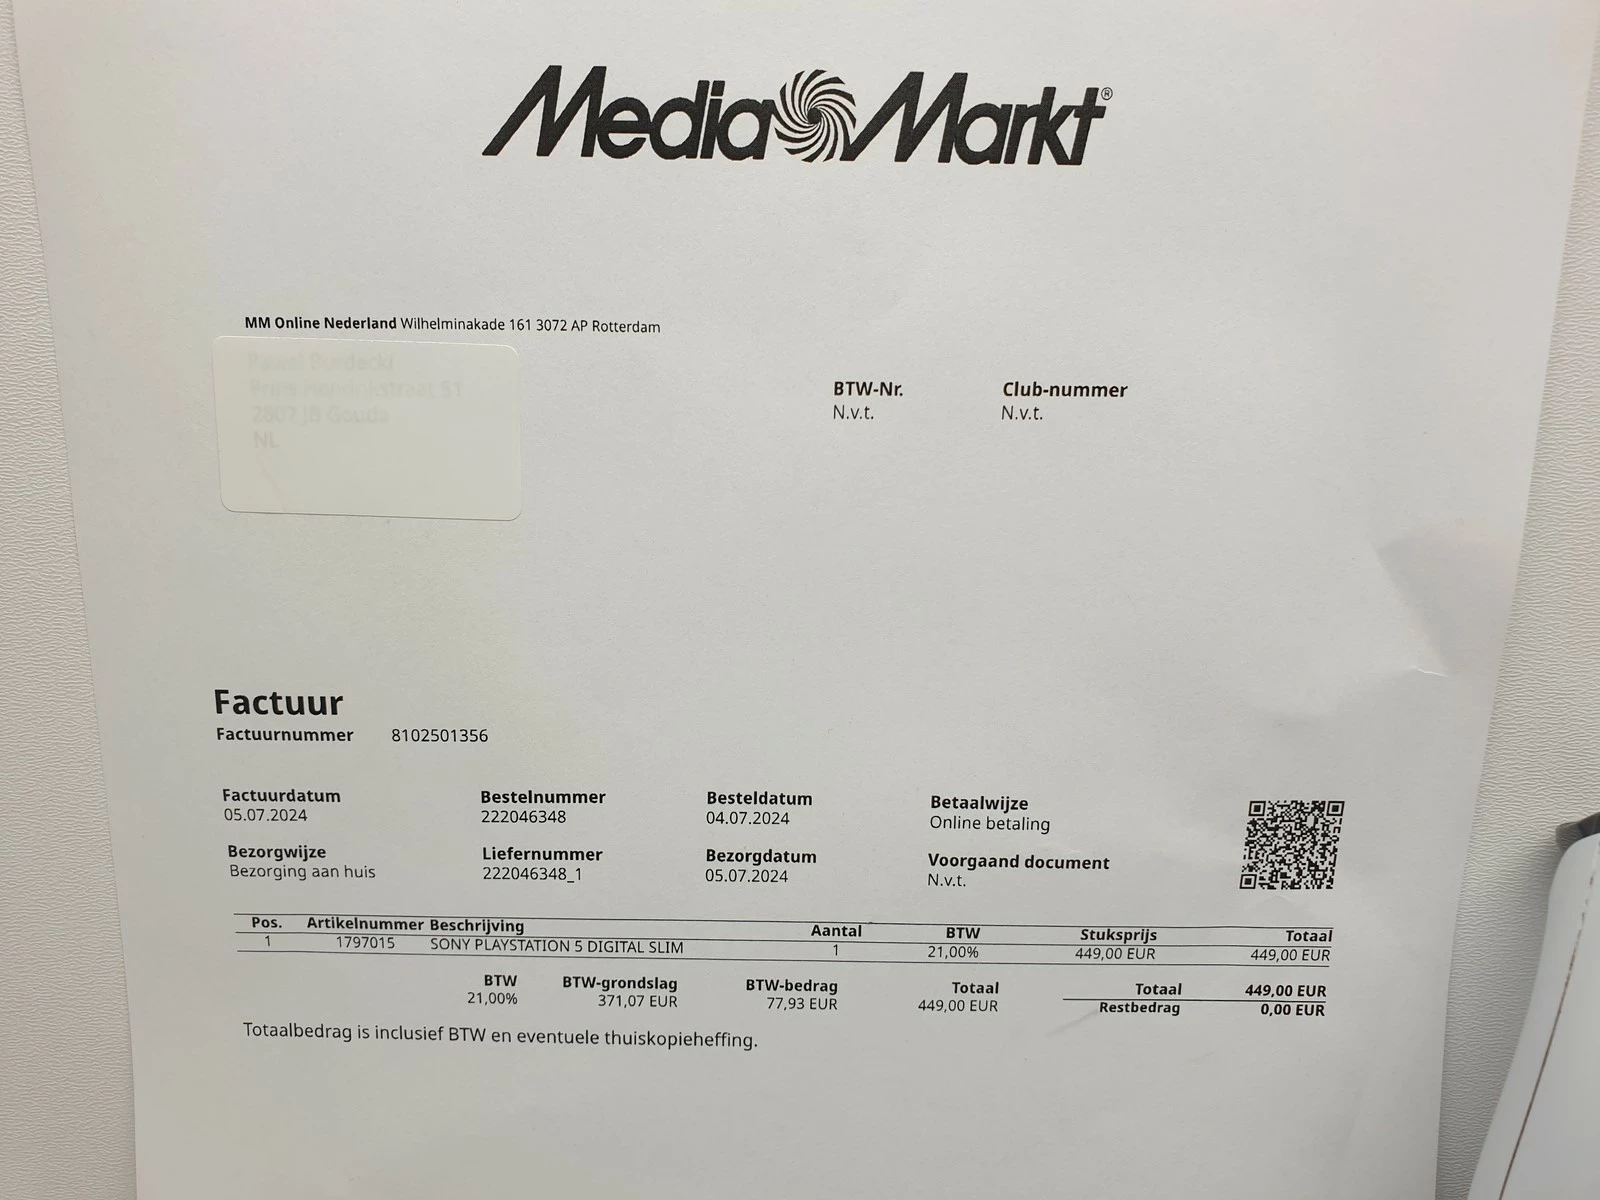 MediaMarkt®
MM Online Nederland Wilhelminakade 161 3072 AP Rotterdam
BTW-Nr. Club-nummer
N.v.t. N.v.t.
Factuur
Factuurnummer 8102501356
Factuurdatum Bestelnummer Besteldatum Betaalwijze
05.07.2024 222046348 04.07.2024 Online betaling
Bezorgwijze Liefernummer Bezorgdatum Voorgaand document
Bezorging aan huis 222046348_1 05.07.2024 N.v.t.
Pos. Artikelnummer Beschrijving Aantal BTW Stuksprijs Totaal
1 1797015 SONY PLAYSTATION 5 DIGITAL SLIM 1 21,00% 449,00 EUR 449,00 EUR
BTW BTW-grondslag BTW-bedrag Totaal Totaal 449,00 EUR
21,00% 371,07 EUR 77,93 EUR 449,00 EUR Restbedrag 0,00 EUR
Totaalbedrag is inclusief BTW en eventuele thuiskopieheffing.